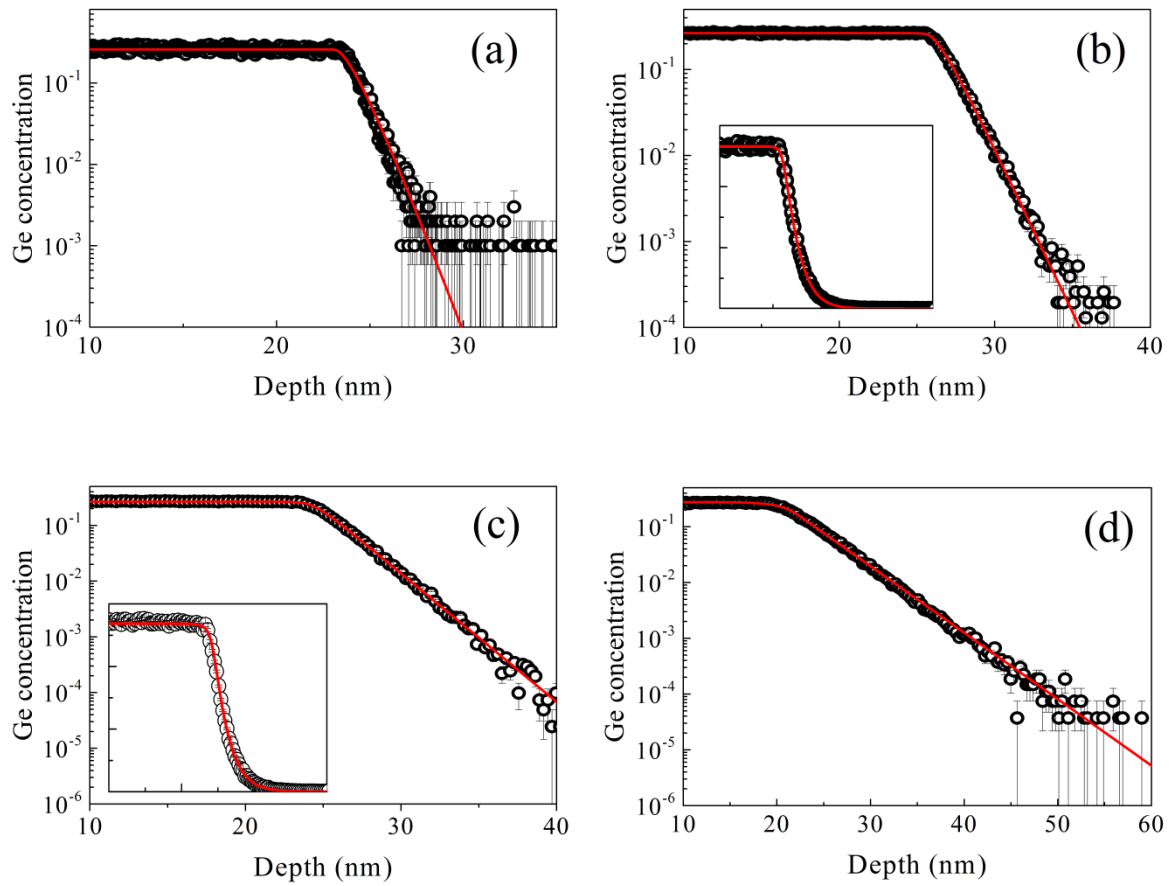 (a)
Ge concentration
10^-1
10^-2
10^-3
10^-4
10 20 30
Depth (nm)
(b)
Ge concentration
10^-1
10^-2
10^-3
10^-4
10 20 30 40
Depth (nm)
(c)
Ge concentration
10^-1
10^-2
10^-3
10^-4
10^-5
10^-6
10 20 30 40
Depth (nm)
(d)
Ge concentration
10^-1
10^-2
10^-3
10^-4
10^-5
10^-6
10 20 30 40 50 60
Depth (nm)